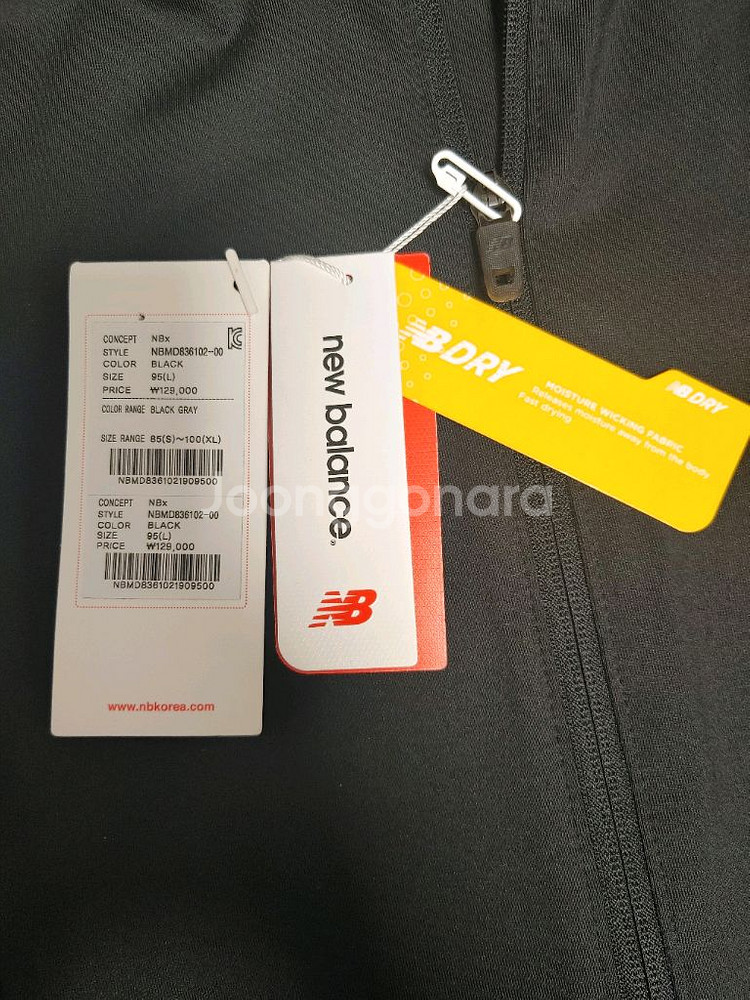 CONCEPT NBx
STYLE NBMD836102-00
COLOR BLACK
SIZE 95(L)
PRICE ₩129,000
COLOR RANGE BLACK GRAY
SIZE RANGE 85(S)~100(XL)
NBMD8361021909500
CONCEPT NBx
STYLE NBMD836102-00
COLOR BLACK
SIZE 95(L)
PRICE ₩129,000
NBMD8361021909500
www.nbkorea.com
new balance
NB
NB DRY
MOISTURE WICKING FABRIC
Releases moisture away from the body
Fast drying
NB DRY
Joonggonara